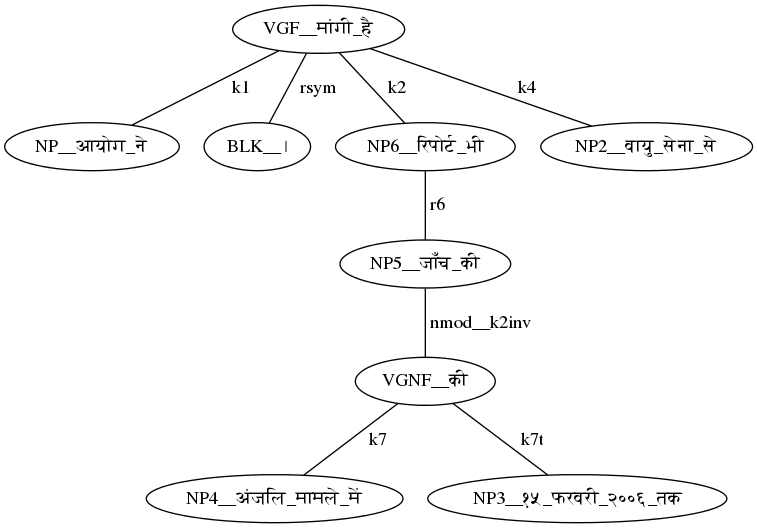 VGF__मांगी_है
k1
rsym
k2
k4
NP__आयोग_ने
BLK__।
NP6__रिपोर्ट_भी
NP2__वायु_सेना_से
r6
NP5__जाँच_की
nmod__k2inv
VGNF__की
k7
k7t
NP4__अंजलि_मामले_में
NP3__१५_फरवरी_२००६_तक